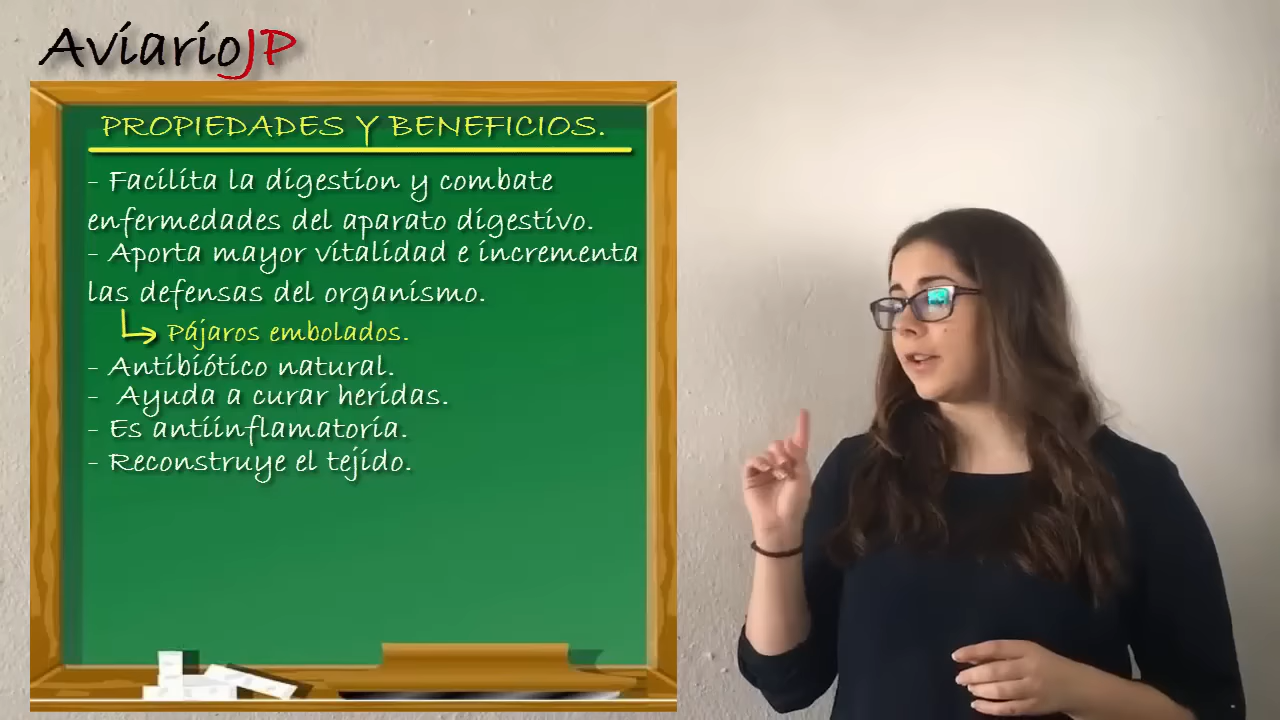 AviarioJP
PROPIEDADES Y BENEFICIOS.
- Facilita la digestion y combate
enfermedades del aparato digestivo.
- Aporta mayor vitalidad e incrementa
las defensas del organismo.
Pájaros embolados.
- Antibiótico natural.
- Ayuda a curar heridas.
- Es antiinflamatoria.
- Reconstruye el tejido.